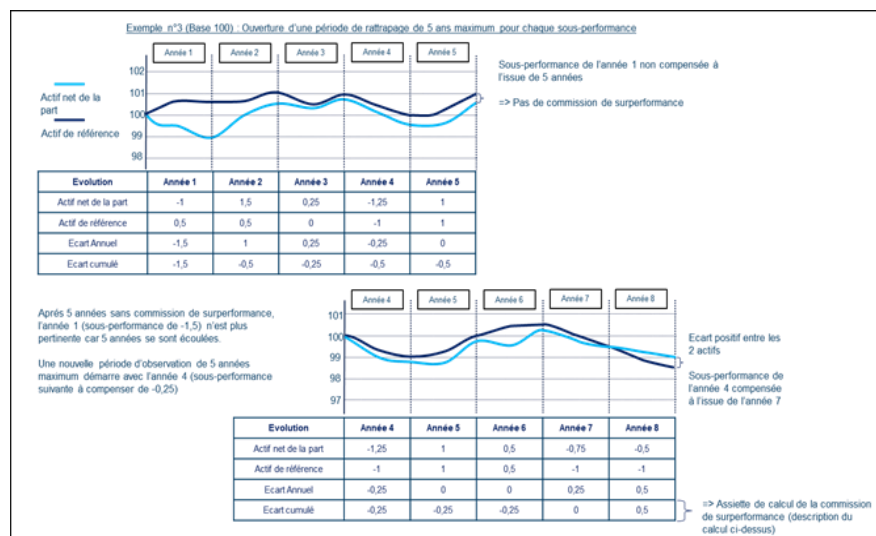 Exemple n°3 (Base 100) : Ouverture d'une période de rattrapage de 5 ans maximum pour chaque sous-performance
Année 1 Année 2 Année 3 Année 4 Année 5
102
101
100
99
98
Actif net de la
part
Actif de référence
Sous-performance de l'année 1 non compensée à
l'issue de 5 années
=> Pas de commission de surperformance
Evolution Année 1 Année 2 Année 3 Année 4 Année 5
Actif net de la part -1 1,5 0,25 -1,25 1
Actif de référence 0,5 0,5 0 -1 1
Ecart Annuel -1,5 1 0,25 -0,25 0
Ecart cumulé -1,5 -0,5 -0,25 -0,5 -0,5
Aprés 5 années sans commission de surperformance,
l'année 1 (sous-performance de -1,5) n'est plus
pertinente car 5 années se sont écoulées.
Une nouvelle période d'observation de 5 années
maximum démarre avec l'année 4 (sous-performance
suivante à compenser de -0,25)
Année 4 Année 5 Année 6 Année 7 Année 8
101
100
99
98
97
Ecart positif entre les
2 actifs
Sous-performance de
l'année 4 compensée
à l'issue de l'année 7
Evolution Année 4 Année 5 Année 6 Année 7 Année 8
Actif net de la part -1,25 1 0,5 -0,75 -0,5
Actif de référence -1 1 0,5 -1 -1
Ecart Annuel -0,25 0 0 0,25 0,5
Ecart cumulé -0,25 -0,25 -0,25 0 0,5
=> Assiette de calcul de la commission
de surperformance (description du
calcul ci-dessus)